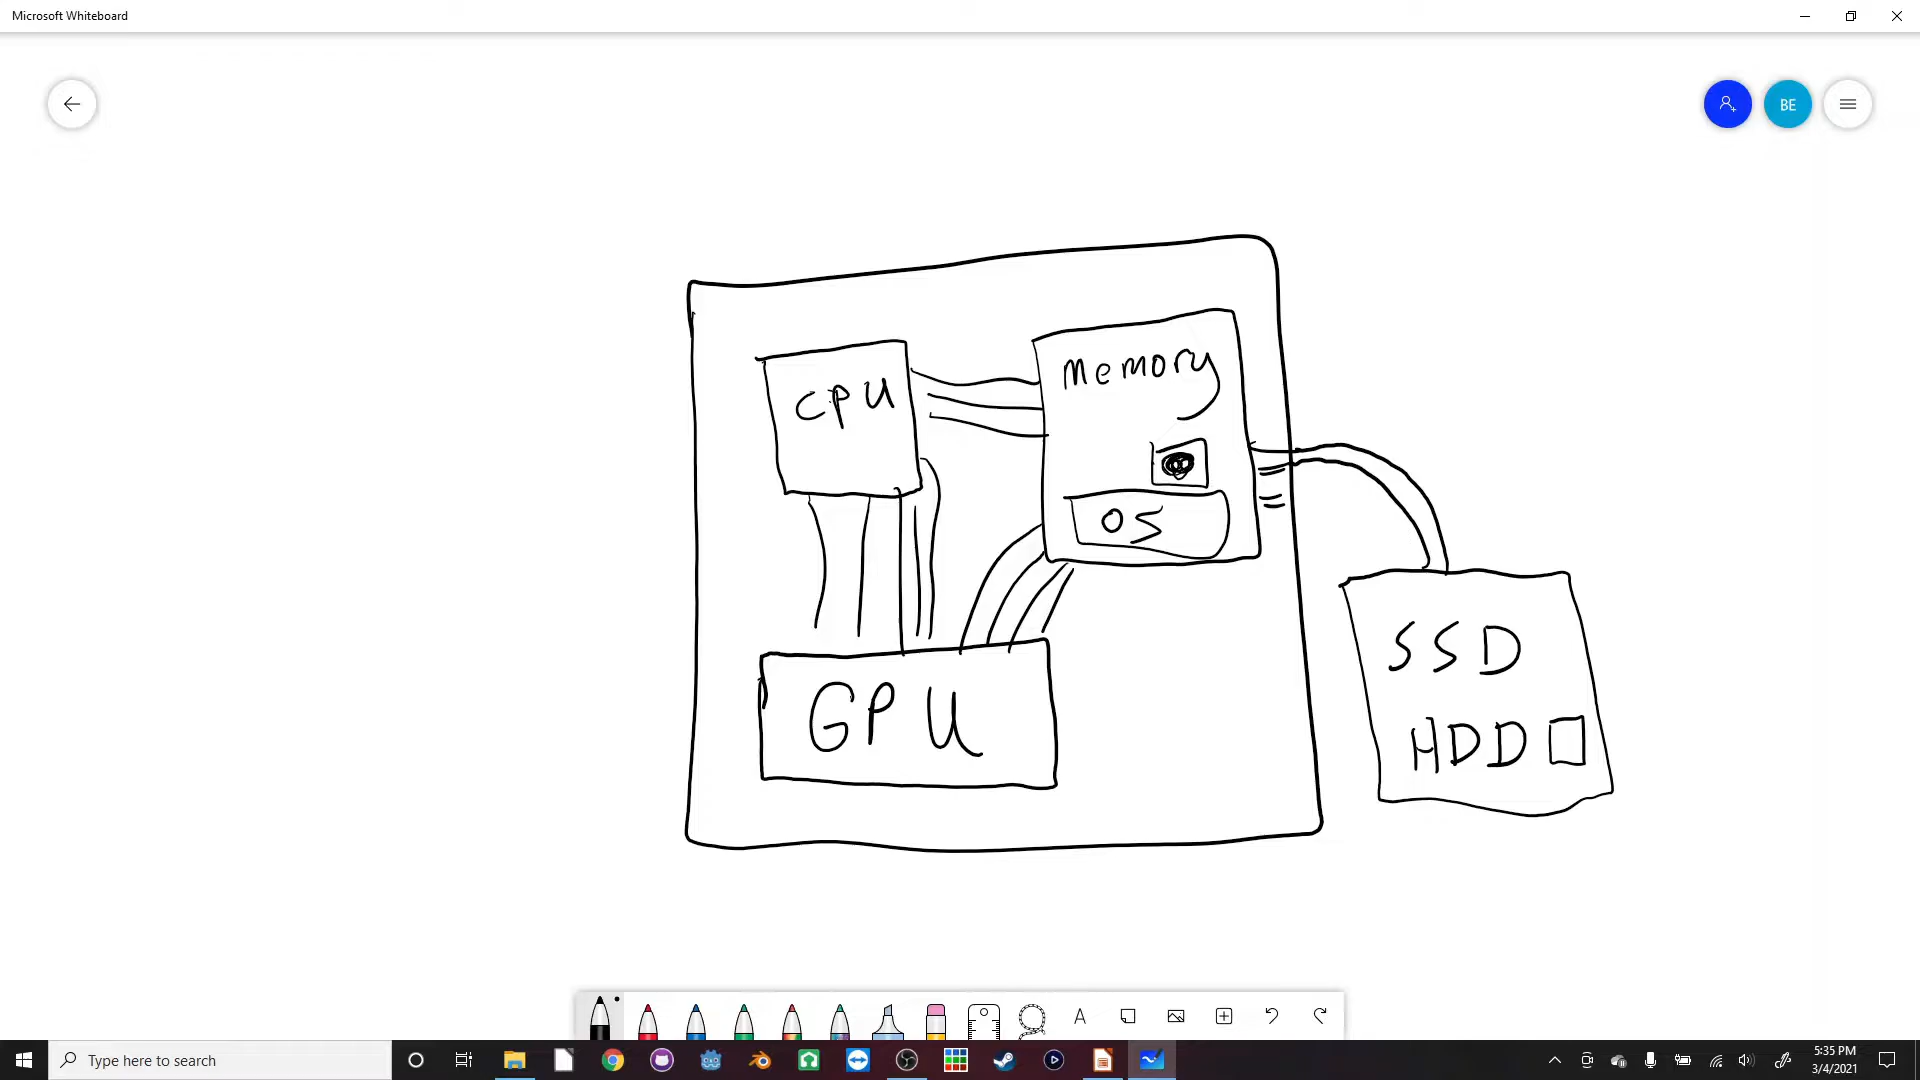 Microsoft Whiteboard
BE
CPU
Memory
OS
GPU
SSD
HDD
A
Type here to search
5:35 PM
3/4/2021